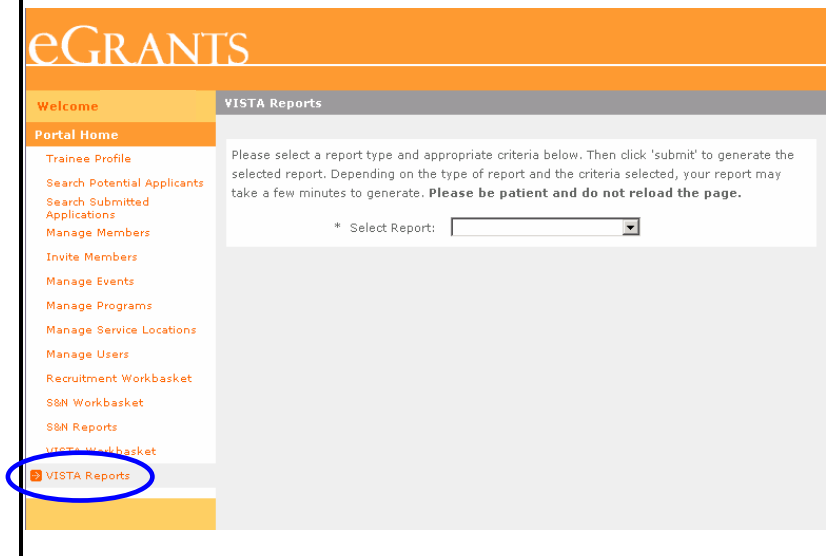 eGRANTS
Welcome
Portal Home
Trainee Profile
Search Potential Applicants
Search Submitted
Applications
Manage Members
Invite Members
Manage Events
Manage Programs
Manage Service Locations
Manage Users
Recruitment Workbasket
S&N Workbasket
S&N Reports
VISTA Workbasket
VISTA Reports
VISTA Reports
Please select a report type and appropriate criteria below. Then click 'submit' to generate the
selected report. Depending on the type of report and the criteria selected, your report may
take a few minutes to generate. Please be patient and do not reload the page.
* Select Report: